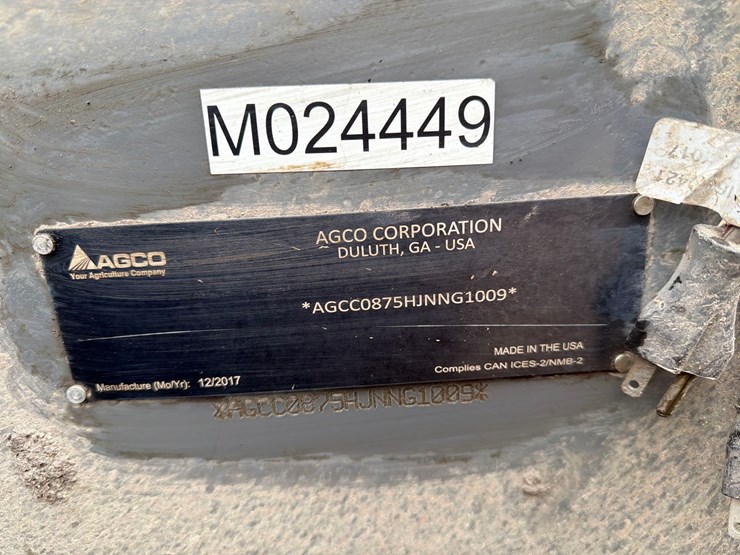 M024449
AGCO
Your Agriculture Company
AGCO CORPORATION
DULUTH, GA - USA
*AGCC0875HJNNG1009*
MADE IN THE USA
Complies CAN ICES-2/NMB-2
Manufacture (Mo/Yr): 12/2017
*AGCC0875HJNNG1009*